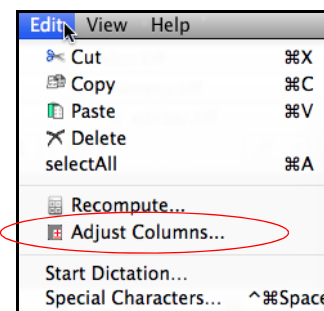 Edit View Help
Cut ⌘X
Copy ⌘C
Paste ⌘V
Delete
selectAll ⌘A
Recompute...
Adjust Columns...
Start Dictation...
Special Characters... ^⌘Space